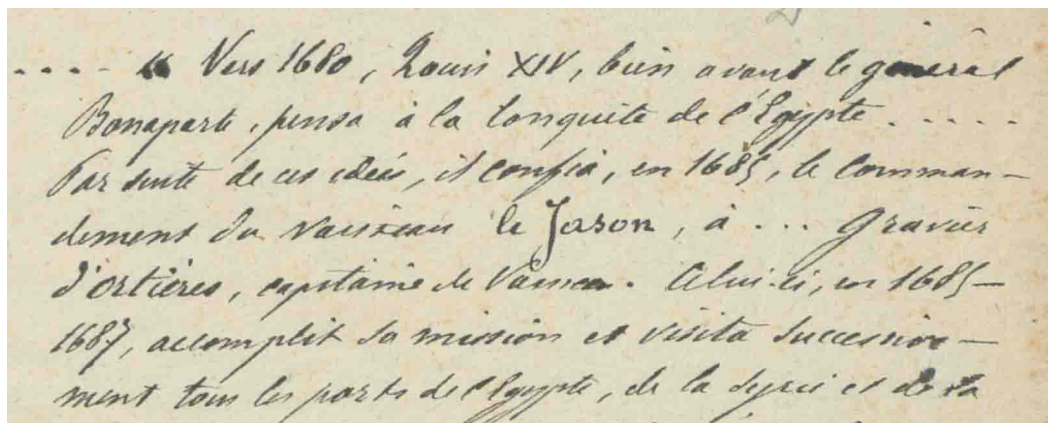 .... « Vers 1680, Louis XIV, bien avant le général
Bonaparte, pensa à la conquête de l'Egypte .....
Par suite de ces idées, il confia, en 1685, le comman-
dement du vaisseau le Jason, à ... Gravier
d'Ortières, capitaine de vaisseau. Celui-ci, en 1685-
1687, accomplit sa mission et visita successive-
ment tous les ports de l'Egypte, de la Syrie et de la